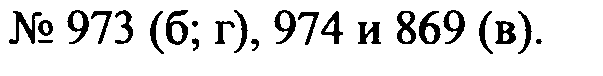 № 973 (б; г), 974 и 869 (в).